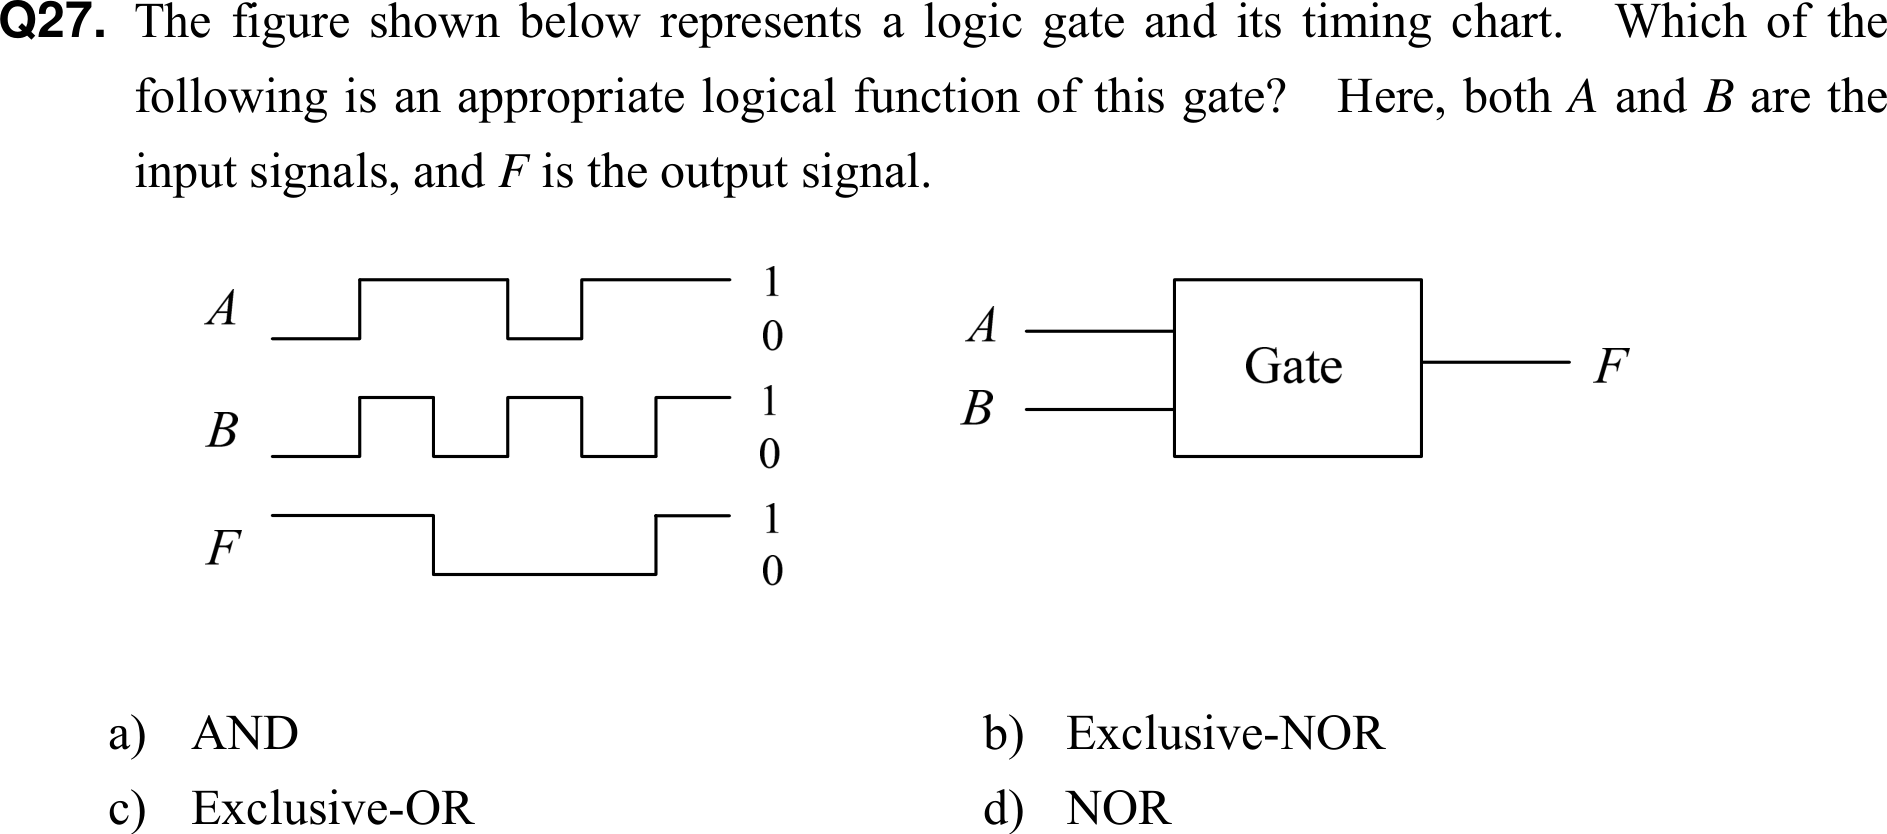 Q27. The figure shown below represents a logic gate and its timing chart. Which of the
following is an appropriate logical function of this gate? Here, both A and B are the
input signals, and F is the output signal.
A 1
0
B 1
0
F 1
0
A
B
Gate
F
a) AND
b) Exclusive-NOR
c) Exclusive-OR
d) NOR